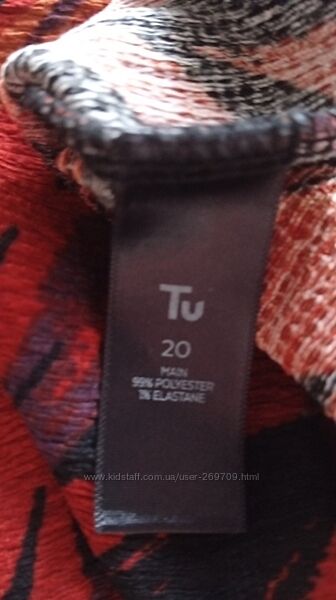 Tu
20
MAIN
99% POLYESTER
1% ELASTANE
www.kidstaff.com.ua/user-269709.html